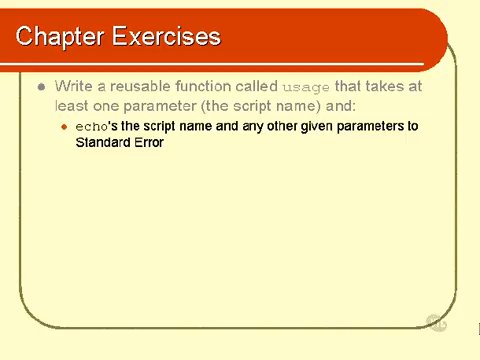 Chapter Exercises
Write a reusable function called usage that takes at
least one parameter (the script name) and:
echo's the script name and any other given parameters to
Standard Error